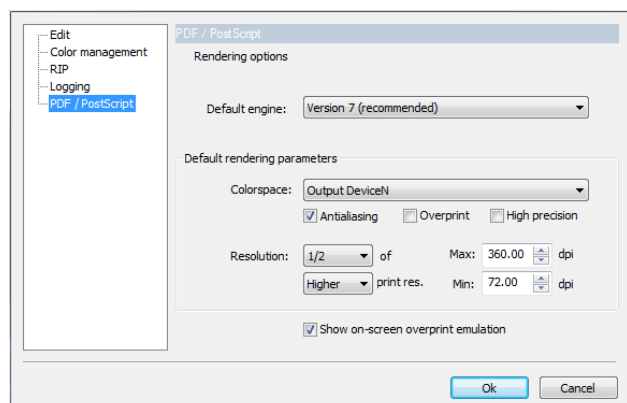 Edit
Color management
RIP
Logging
PDF / PostScript
PDF / PostScript
Rendering options
Default engine: Version 7 (recommended)
Default rendering parameters
Colorspace: Output DeviceN
Antialiasing Overprint High precision
Resolution: 1/2 of Max: 360.00 dpi
Higher print res. Min: 72.00 dpi
Show on-screen overprint emulation
Ok Cancel